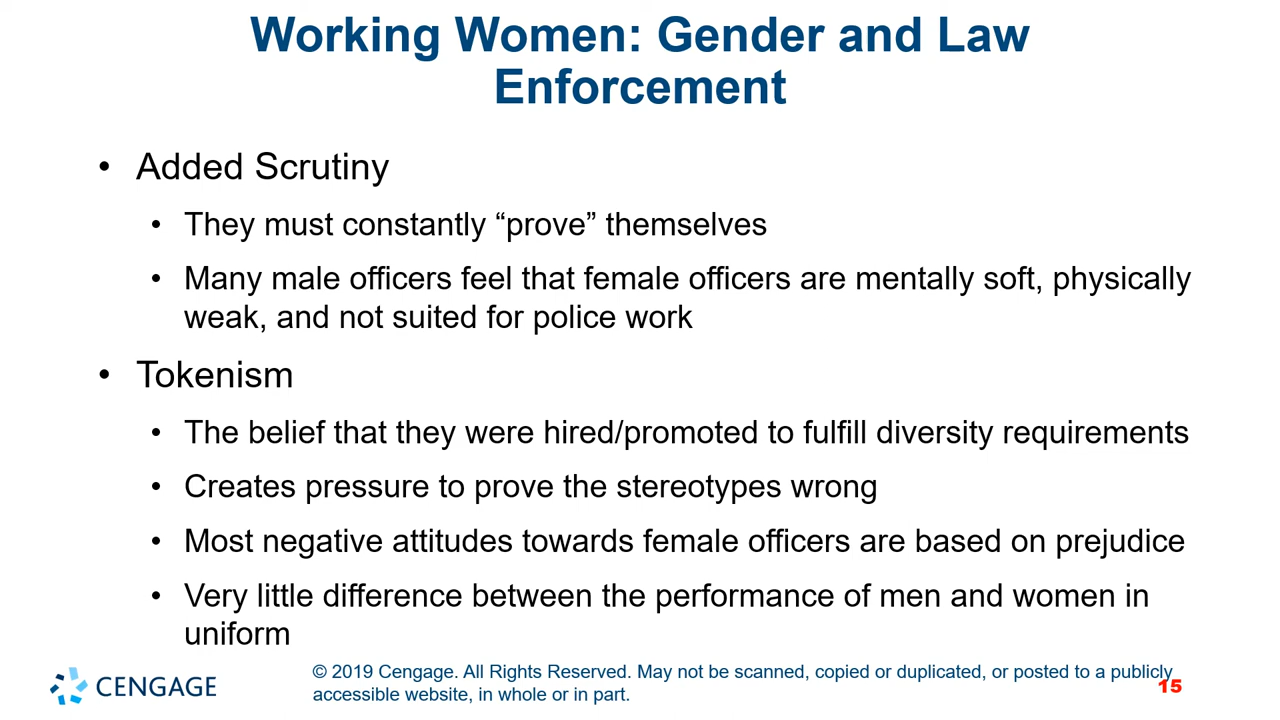 Working Women: Gender and Law
Enforcement
• Added Scrutiny
• They must constantly “prove” themselves
• Many male officers feel that female officers are mentally soft, physically
weak, and not suited for police work
• Tokenism
• The belief that they were hired/promoted to fulfill diversity requirements
• Creates pressure to prove the stereotypes wrong
• Most negative attitudes towards female officers are based on prejudice
• Very little difference between the performance of men and women in
uniform
CENGAGE
© 2019 Cengage. All Rights Reserved. May not be scanned, copied or duplicated, or posted to a publicly
accessible website, in whole or in part.
15